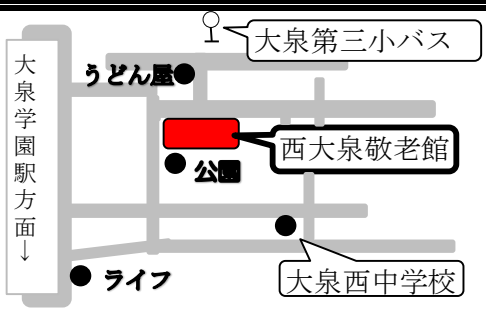 大泉第三小バス
大泉学園駅方面→
うどん屋
西大泉敬老館
公園
大泉西中学校
ライフ